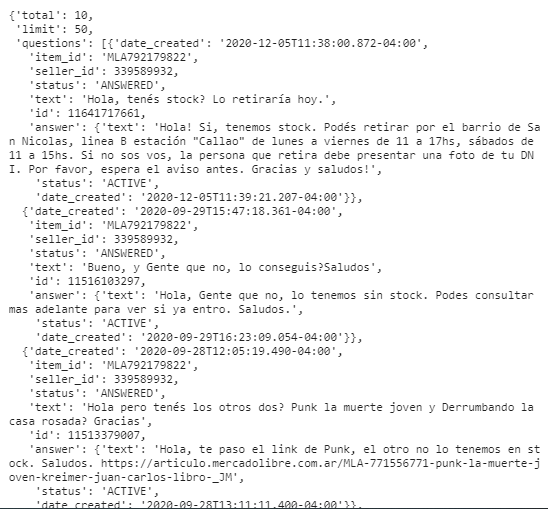 {'total': 10,
'limit': 50,
'questions': [{'date_created': '2020-12-05T11:38:00.872-04:00',
'item_id': 'MLA792179822',
'seller_id': 339589932,
'status': 'ANSWERED',
'text': 'Hola, tenés stock? Lo retiraría hoy.',
'id': 11641717661,
'answer': {'text': 'Hola! Si, tenemos stock. Podés retirar por el barrio de Sa
n Nicolas, linea B estación "Callao" de lunes a viernes de 11 a 17hs, sábados de
11 a 15hs. Si no sos vos, la persona que retira debe presentar una foto de tu DN
I. Por favor, espera el aviso antes. Gracias y saludos!',
'status': 'ACTIVE',
'date_created': '2020-12-05T11:39:21.207-04:00'}},
{'date_created': '2020-09-29T15:47:18.361-04:00',
'item_id': 'MLA792179822',
'seller_id': 339589932,
'status': 'ANSWERED',
'text': 'Bueno, y Gente que no, lo conseguis?Saludos',
'id': 11516103297,
'answer': {'text': 'Hola, Gente que no, lo tenemos sin stock. Podes consultar
mas adelante para ver si ya entro. Saludos.',
'status': 'ACTIVE',
'date_created': '2020-09-29T16:23:09.054-04:00'}},
{'date_created': '2020-09-28T12:05:19.490-04:00',
'item_id': 'MLA792179822',
'seller_id': 339589932,
'status': 'ANSWERED',
'text': 'Hola pero tenés los otros dos? Punk la muerte joven y Derrumbando la
casa rosada? Gracias',
'id': 11513379007,
'answer': {'text': 'Hola, te paso el link de Punk, el otro no lo tenemos en st
ock. Saludos. https://articulo.mercadolibre.com.ar/MLA-771556771-punk-la-muerte-j
oven-kreimer-juan-carlos-libro-_JM',
'status': 'ACTIVE',
'date_created': '2020-09-28T13:11:11.400-04:00'}},